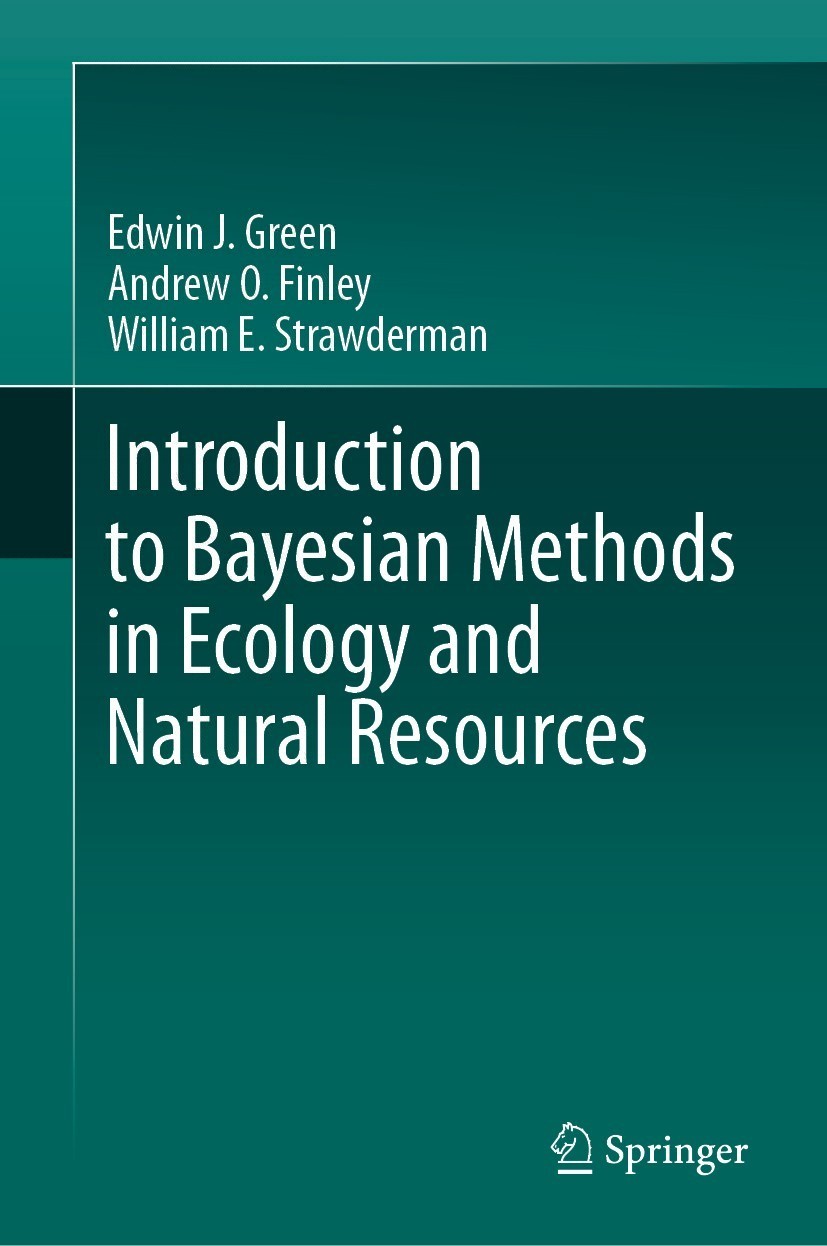 Edwin J. Green
Andrew O. Finley
William E. Strawderman
Introduction
to Bayesian Methods
in Ecology and
Natural Resources
Springer